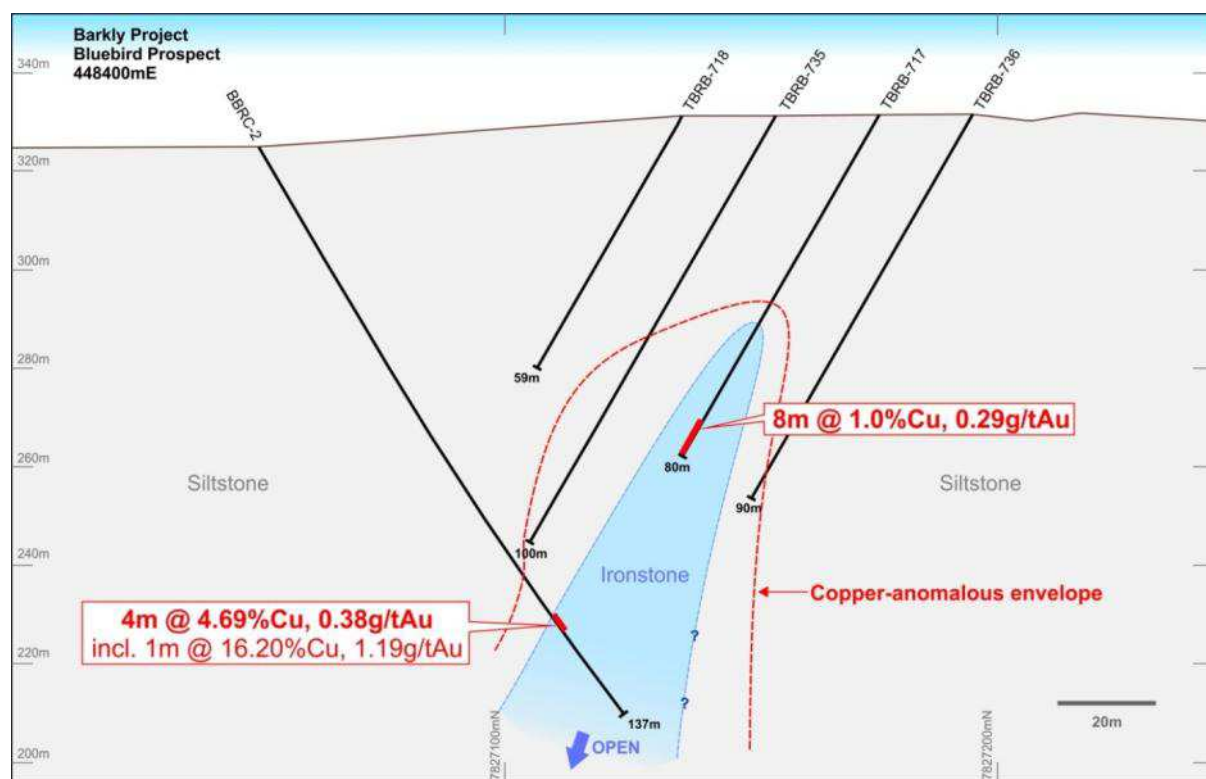 Barkly Project
Bluebird Prospect
448400mE
340m
320m
300m
280m
260m
240m
220m
200m
BBRC-2
TBRB-718
TBRB-735
TBRB-717
TBRB-736
59m
100m
80m
90m
137m
8m @ 1.0%Cu, 0.29g/tAu
Siltstone
Siltstone
Ironstone
Copper-anomalous envelope
4m @ 4.69%Cu, 0.38g/tAu
incl. 1m @ 16.20%Cu, 1.19g/tAu
?
?
OPEN
7827100mN
7827200mN
20m